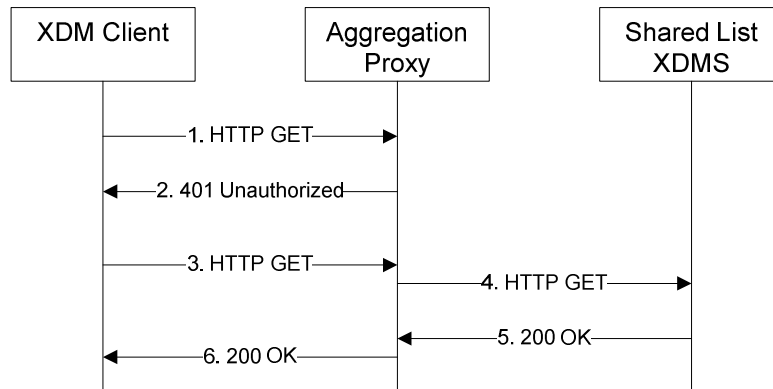 XDM Client
Aggregation
Proxy
Shared List
XDMS
1. HTTP GET
2. 401 Unauthorized
3. HTTP GET
4. HTTP GET
5. 200 OK
6. 200 OK